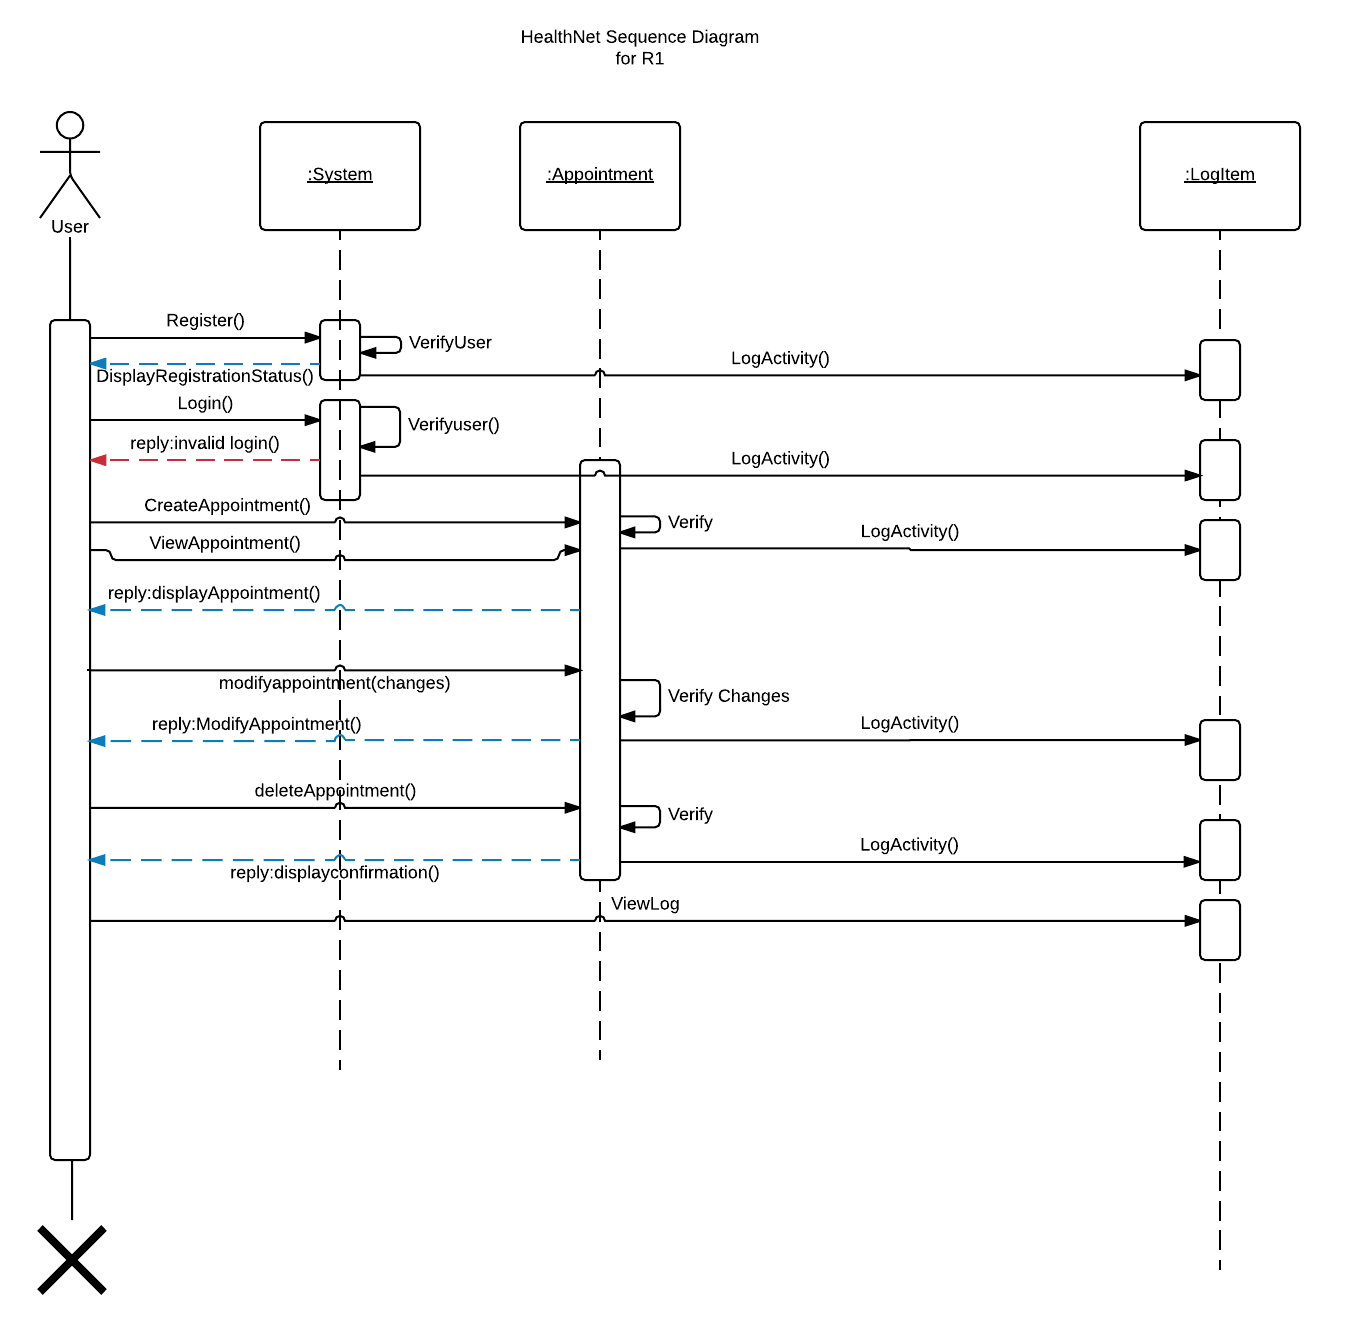 HealthNet Sequence Diagram
for R1
:System
:Appointment
:LogItem
User
Register()
VerifyUser
LogActivity()
DisplayRegistrationStatus()
Login()
Verifyuser()
reply:invalid login()
LogActivity()
CreateAppointment()
Verify
LogActivity()
ViewAppointment()
reply:displayAppointment()
modifyappointment(changes)
Verify Changes
reply:ModifyAppointment()
LogActivity()
deleteAppointment()
Verify
LogActivity()
reply:displayconfirmation()
ViewLog